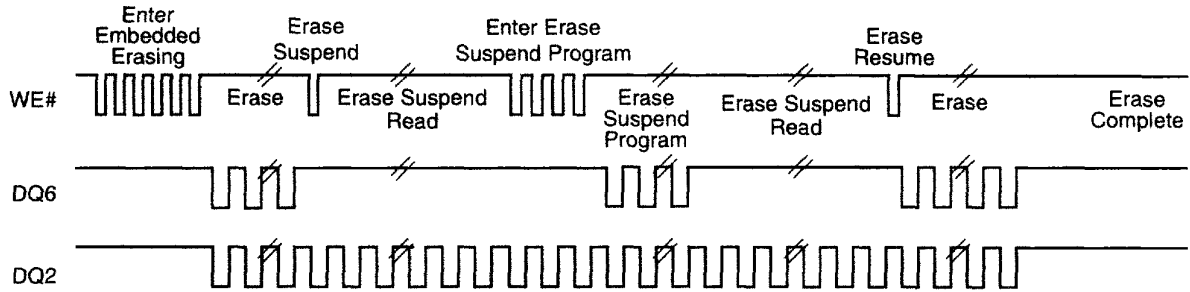 Enter
Embedded
Erasing
Erase
Suspend
Enter Erase
Suspend Program
Erase
Resume
WE#
Erase
Erase Suspend
Read
Erase
Suspend
Program
Erase Suspend
Read
Erase
Erase
Complete
DQ6
DQ2